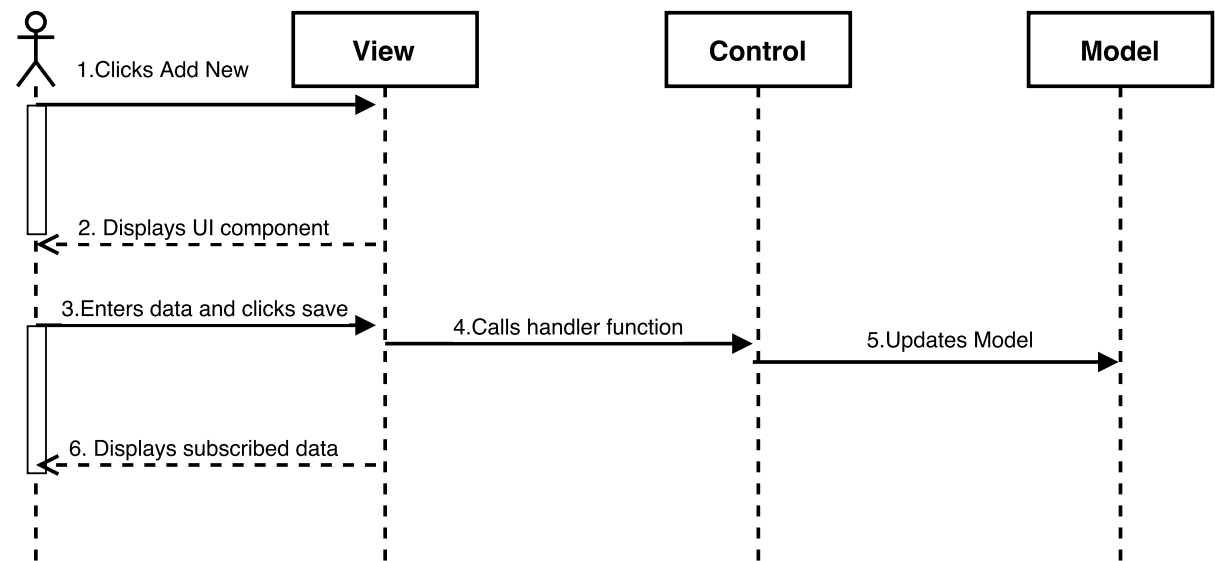 View
Control
Model
1.Clicks Add New
2. Displays UI component
3.Enters data and clicks save
4.Calls handler function
5.Updates Model
6. Displays subscribed data